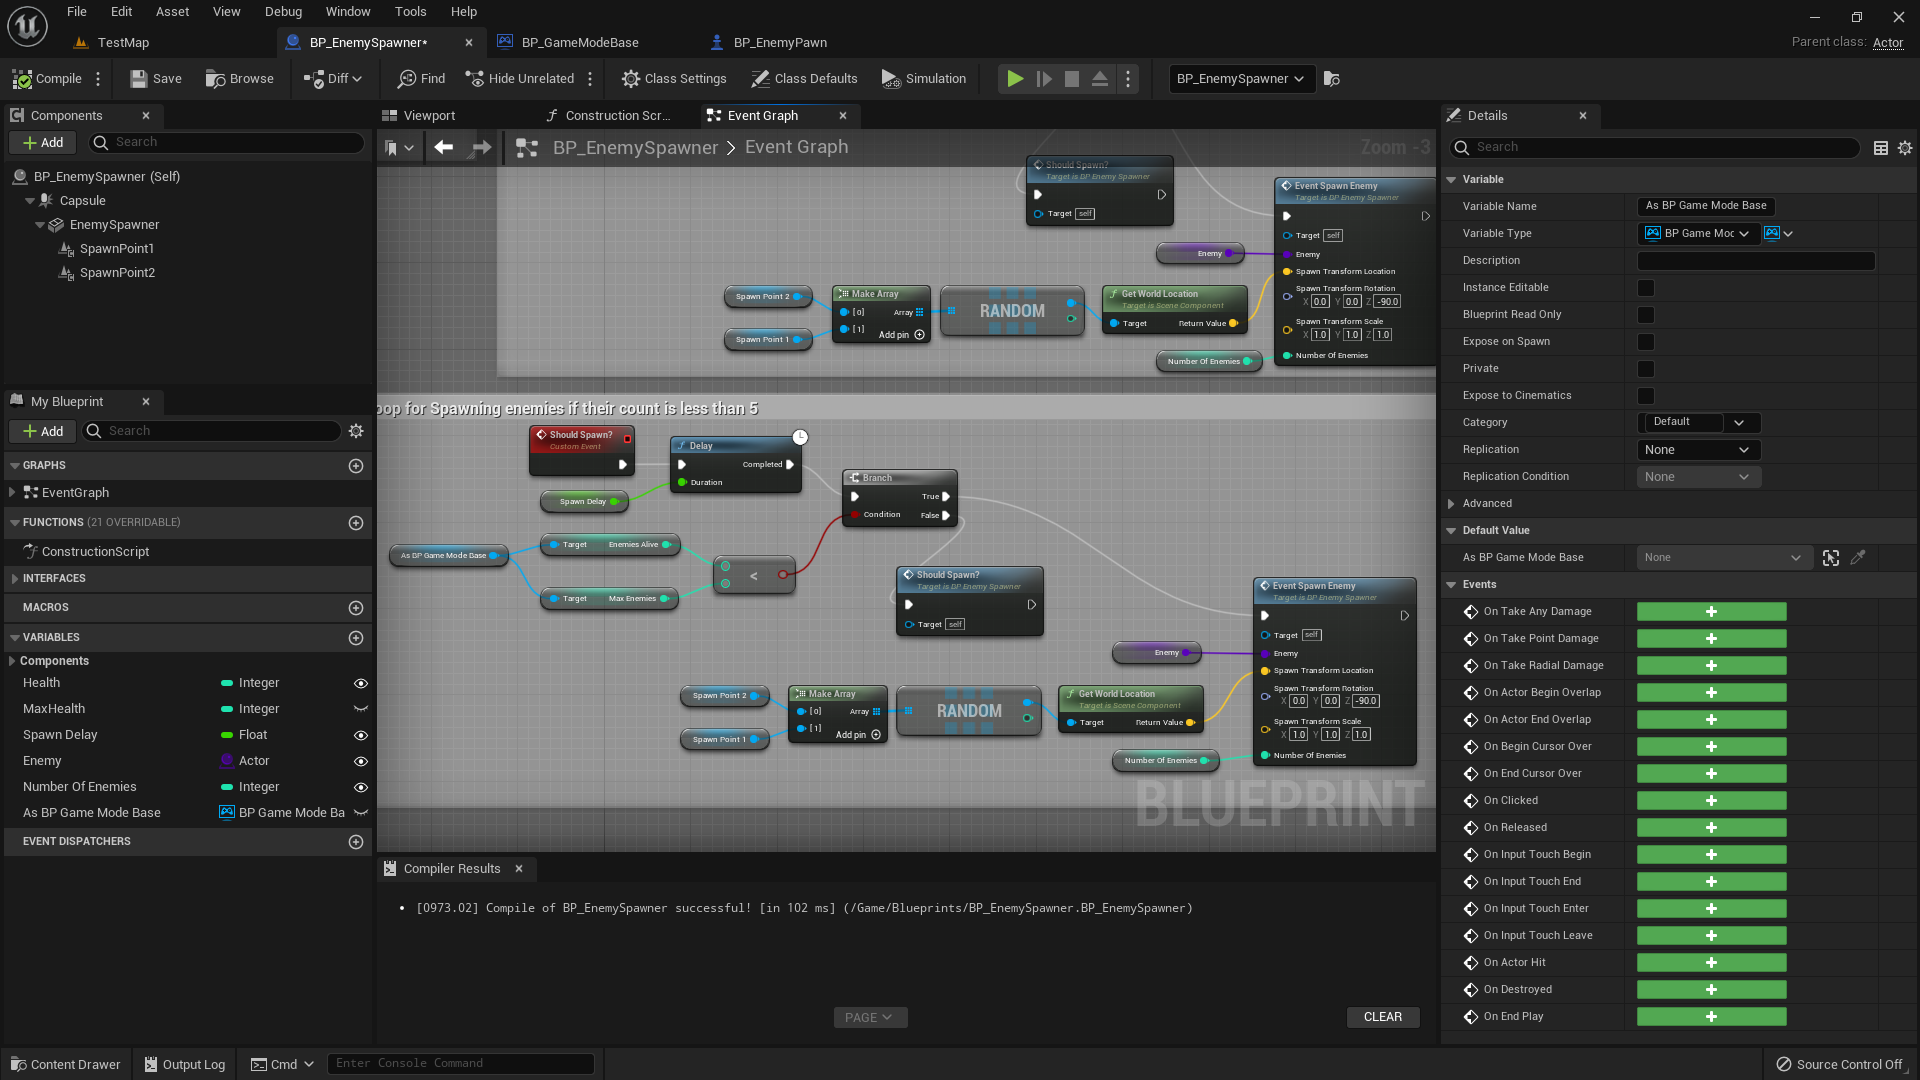 File Edit Asset View Debug Window Tools Help
TestMap
BP_EnemySpawner*
BP_GameModeBase
BP_EnemyPawn
Parent class: Actor
Compile
Save
Browse
Diff
Find
Hide Unrelated
Class Settings
Class Defaults
Simulation
BP_EnemySpawner
Components
Add
Search
BP_EnemySpawner (Self)
Capsule
EnemySpawner
SpawnPoint1
SpawnPoint2
My Blueprint
Add
Search
GRAPHS
EventGraph
FUNCTIONS (21 OVERRIDABLE)
ConstructionScript
INTERFACES
MACROS
VARIABLES
Components
Health Integer
MaxHealth Integer
Spawn Delay Float
Enemy Actor
Number Of Enemies Integer
As BP Game Mode Base BP Game Mode Ba
EVENT DISPATCHERS
Viewport
Construction Scr...
Event Graph
BP_EnemySpawner > Event Graph
Zoom -3
Should Spawn?
Target is BP Enemy Spawner
Target self
Event Spawn Enemy
Target is BP Enemy Spawner
Target self
Enemy
Enemy
Spawn Transform Location
Spawn Transform Rotation
X 0.0 Y 0.0 Z -90.0
Spawn Transform Scale
X 1.0 Y 1.0 Z 1.0
Number Of Enemies
Number Of Enemies
Spawn Point 2
Spawn Point 1
Make Array
[0] Array
[1]
Add pin
RANDOM
Get World Location
Target is Scene Component
Target Return Value
oop for Spawning enemies if their count is less than 5
Should Spawn?
Custom Event
Delay
Completed
Duration
Spawn Delay
Branch
True
Condition False
As BP Game Mode Base
Target Enemies Alive
Target Max Enemies
<
Should Spawn?
Target is BP Enemy Spawner
Target self
Event Spawn Enemy
Target is BP Enemy Spawner
Target self
Enemy
Enemy
Spawn Transform Location
Spawn Transform Rotation
X 0.0 Y 0.0 Z -90.0
Spawn Transform Scale
X 1.0 Y 1.0 Z 1.0
Number Of Enemies
Number Of Enemies
Spawn Point 2
Spawn Point 1
Make Array
[0] Array
[1]
Add pin
RANDOM
Get World Location
Target is Scene Component
Target Return Value
BLUEPRINT
Compiler Results
[0973.02] Compile of BP_EnemySpawner successful! [in 102 ms] (/Game/Blueprints/BP_EnemySpawner.BP_EnemySpawner)
PAGE
CLEAR
Details
Search
Variable
Variable Name As BP Game Mode Base
Variable Type BP Game Moc
Description
Instance Editable
Blueprint Read Only
Expose on Spawn
Private
Expose to Cinematics
Category Default
Replication None
Replication Condition None
Advanced
Default Value
As BP Game Mode Base None
Events
On Take Any Damage
On Take Point Damage
On Take Radial Damage
On Actor Begin Overlap
On Actor End Overlap
On Begin Cursor Over
On End Cursor Over
On Clicked
On Released
On Input Touch Begin
On Input Touch End
On Input Touch Enter
On Input Touch Leave
On Actor Hit
On Destroyed
On End Play
Content Drawer
Output Log
Cmd
Enter Console Command
Source Control Off